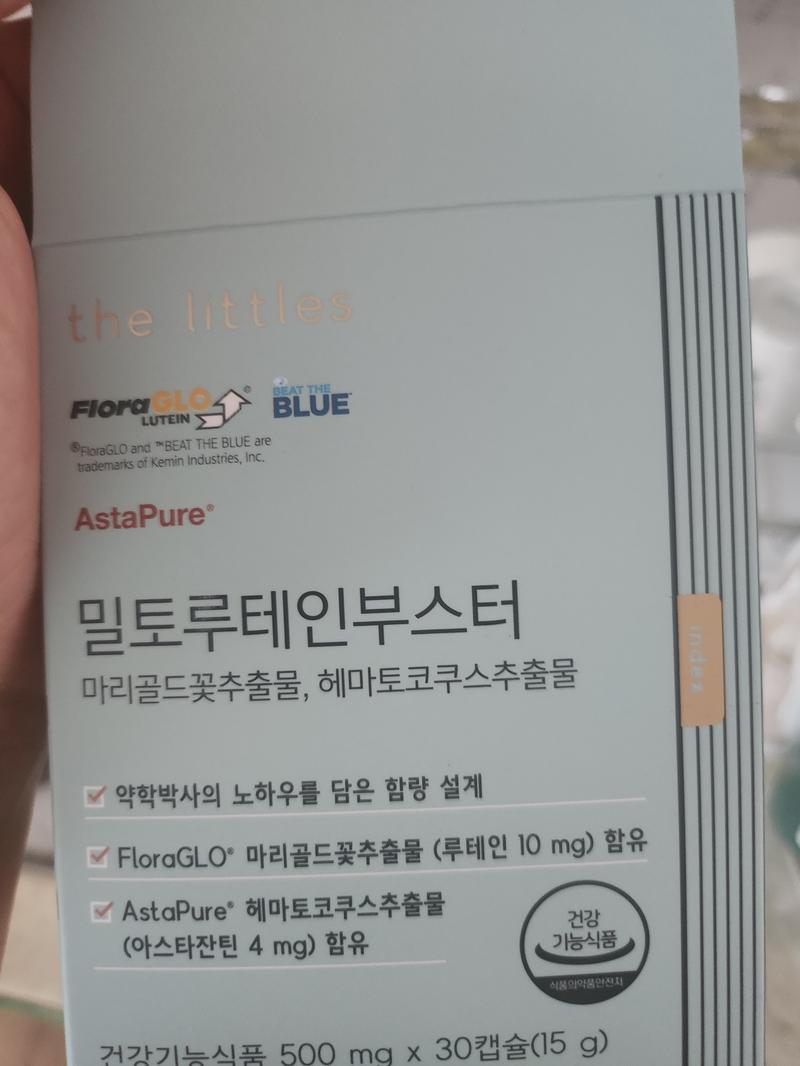 the littles
FloraGLO® BEAT THE
LUTEIN BLUE™
®FloraGLO and ™BEAT THE BLUE are
trademarks of Kemin Industries, Inc.
AstaPure®
밀토루테인부스터
마리골드꽃추출물, 헤마토코쿠스추출물
index
약학박사의 노하우를 담은 함량 설계
FloraGLO® 마리골드꽃추출물 (루테인 10 mg) 함유
AstaPure® 헤마토코쿠스추출물
(아스타잔틴 4 mg) 함유
건강
기능식품
식품의약품안전처
건강기능식품 500 mg x 30캡슐(15 g)